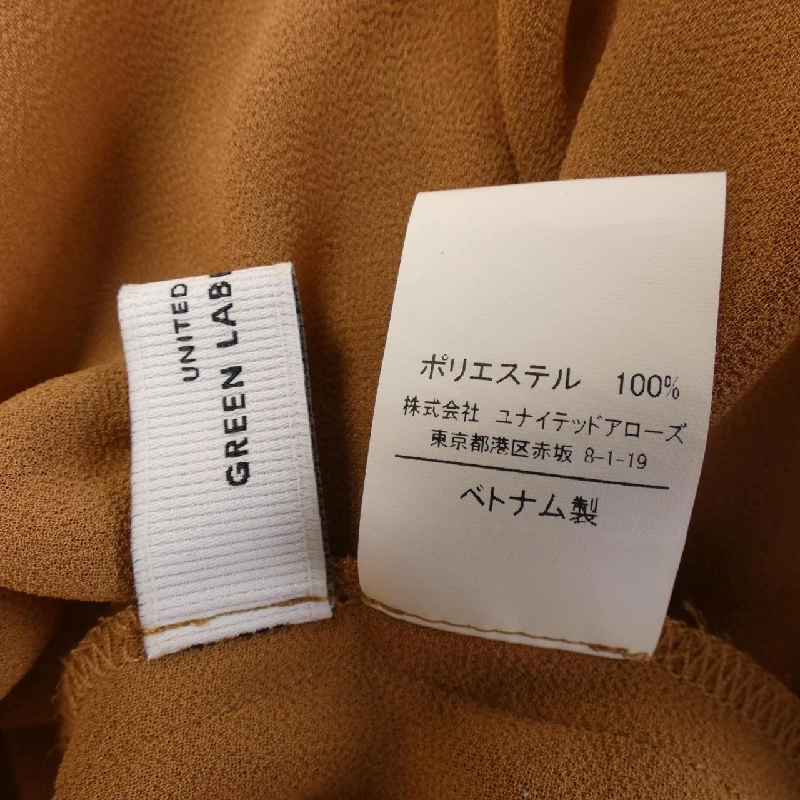 UNITED
GREEN LAB
ポリエステル 100%
株式会社 ユナイテッドアローズ
東京都港区赤坂 8-1-19
ベトナム製